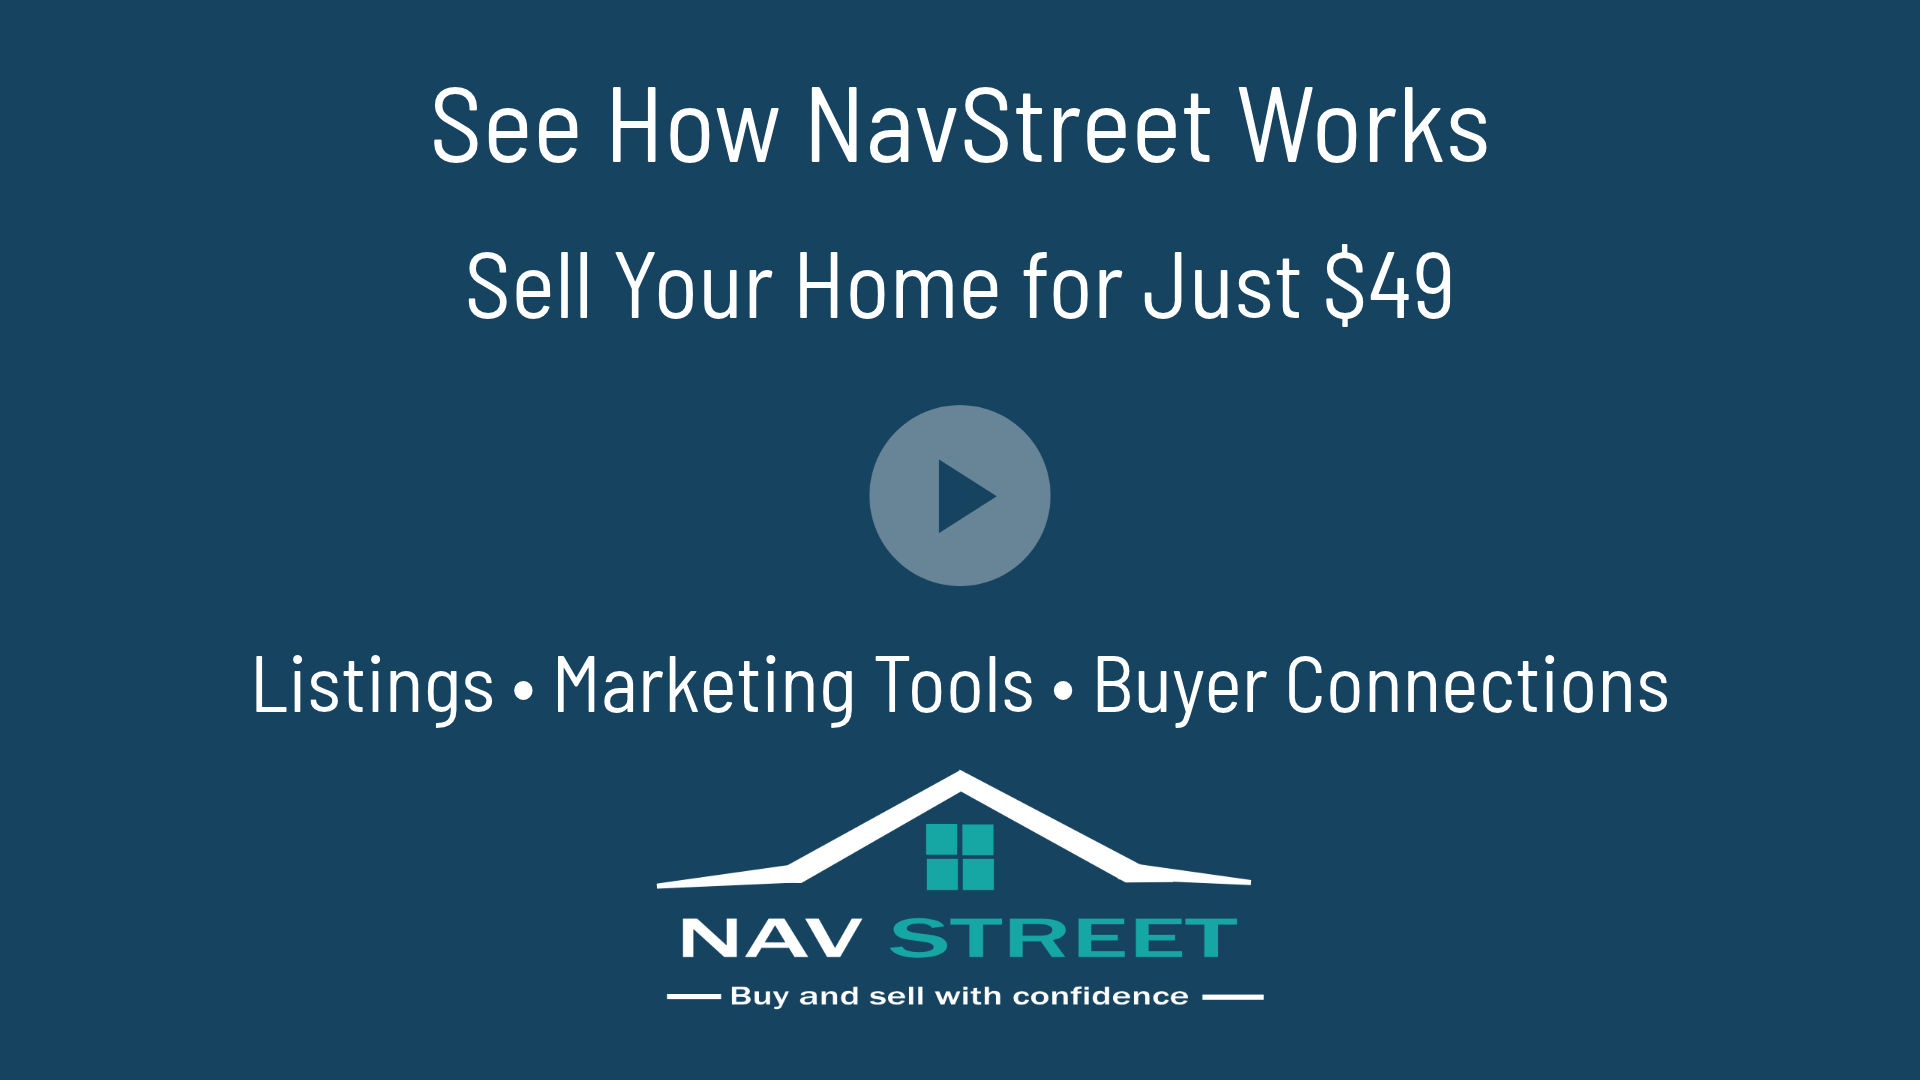 See How NavStreet Works
Sell Your Home for Just $49
Listings • Marketing Tools • Buyer Connections
NAV STREET
Buy and sell with confidence